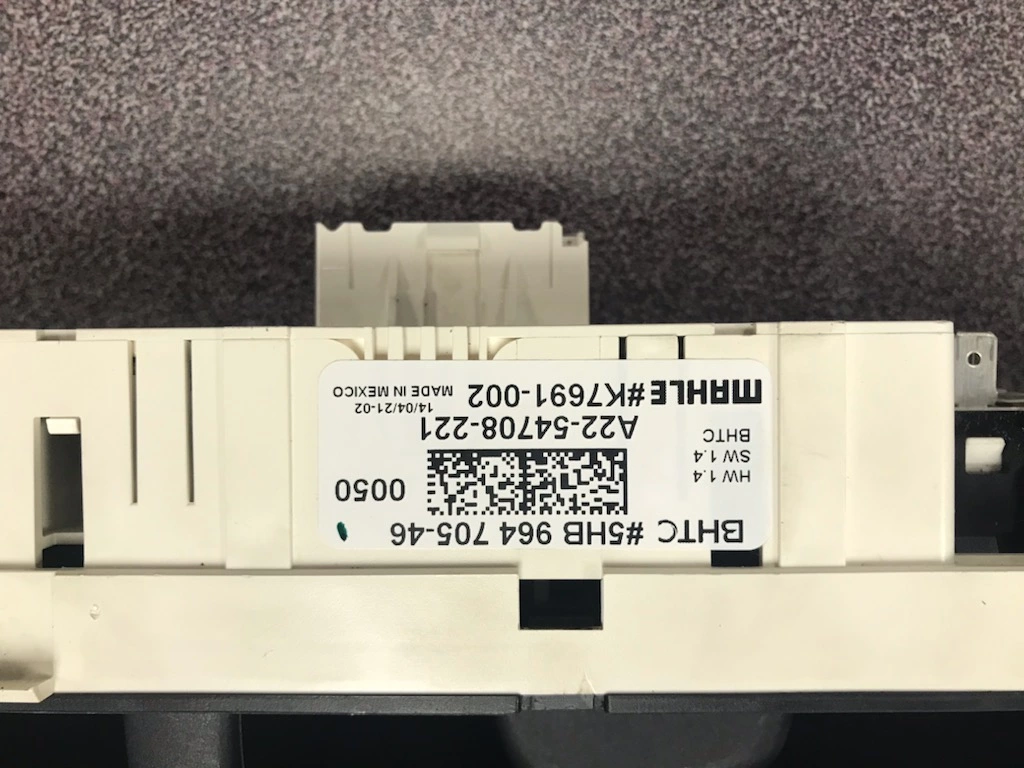 BHTC #5HB 964 705-46
HW 1.4
SW 1.4
BHTC
0050
A22-54708-221
14/04/21-02
MAHLE #K7691-002
MADE IN MEXICO